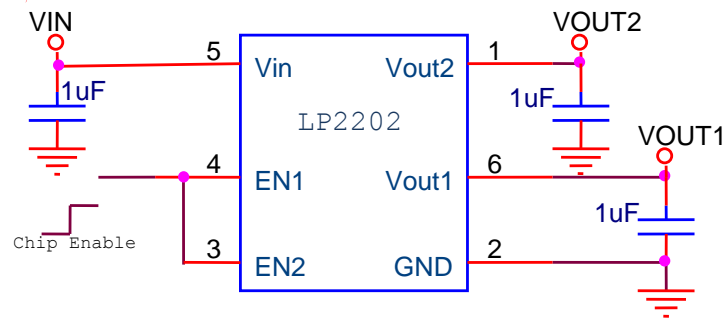 VIN
VOUT2
5
Vin
Vout2
1
1uF
1uF
LP2202
VOUT1
4
EN1
Vout1
6
1uF
Chip Enable
3
EN2
GND
2